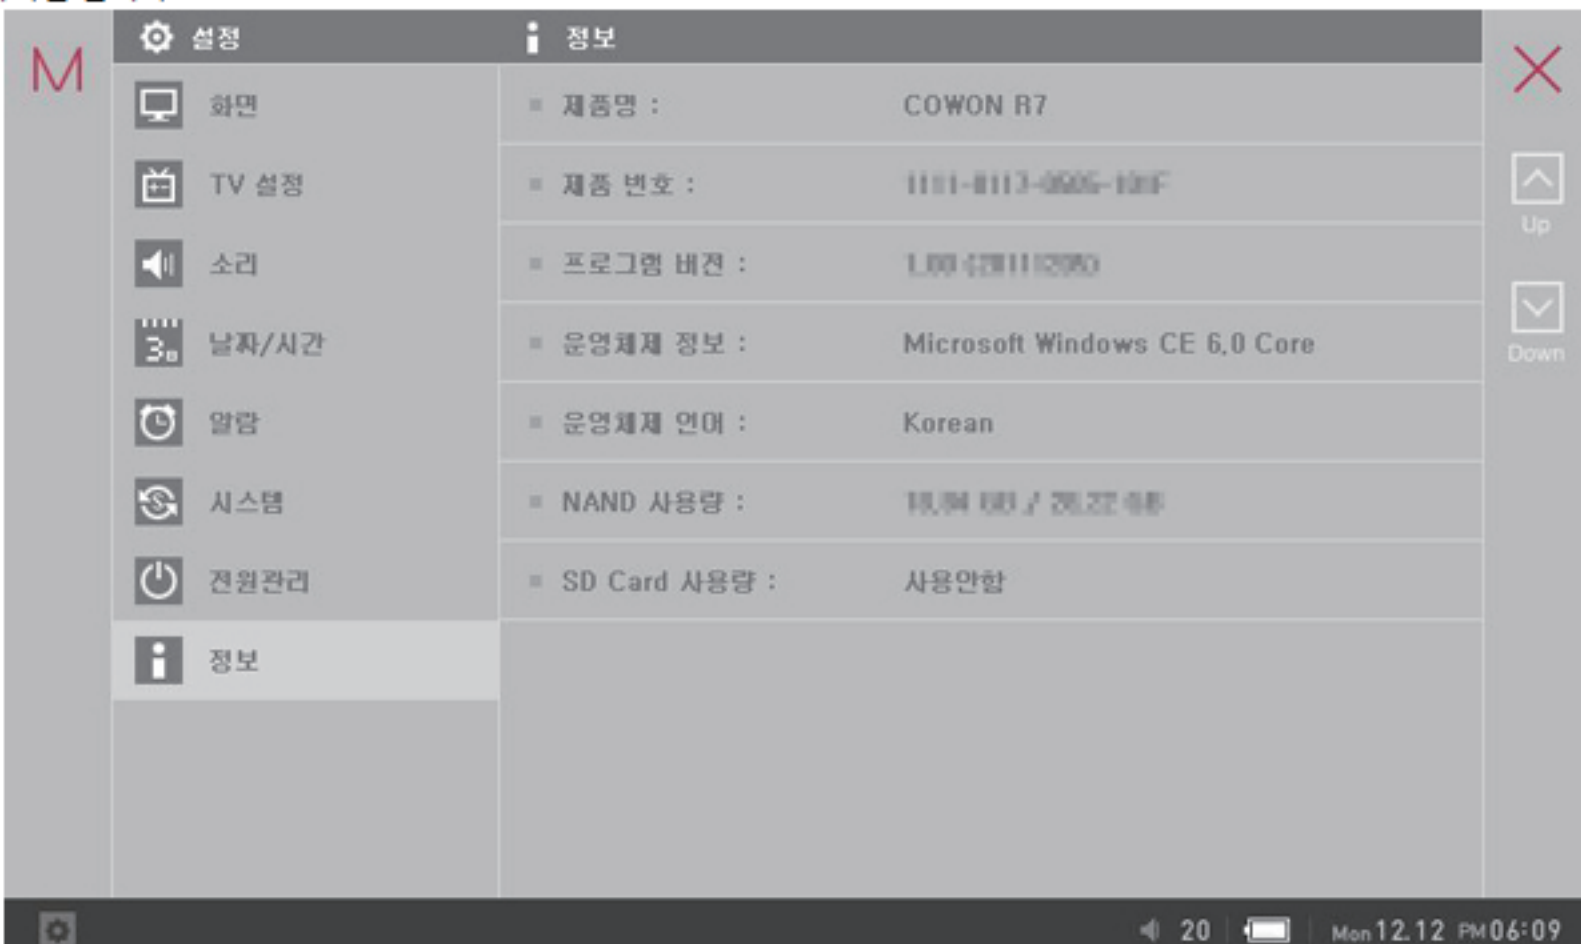 M
설정
정보
화면
제품명 : COWON R7
TV 설정
제품 번호 :
Up
소리
프로그램 버젼 :
날짜/시간
운영체제 정보 : Microsoft Windows CE 6.0 Core
Down
알람
운영체제 언어 : Korean
시스템
NAND 사용량 :
전원관리
SD Card 사용량 : 사용안함
정보
20
Mon 12.12 PM 06:09